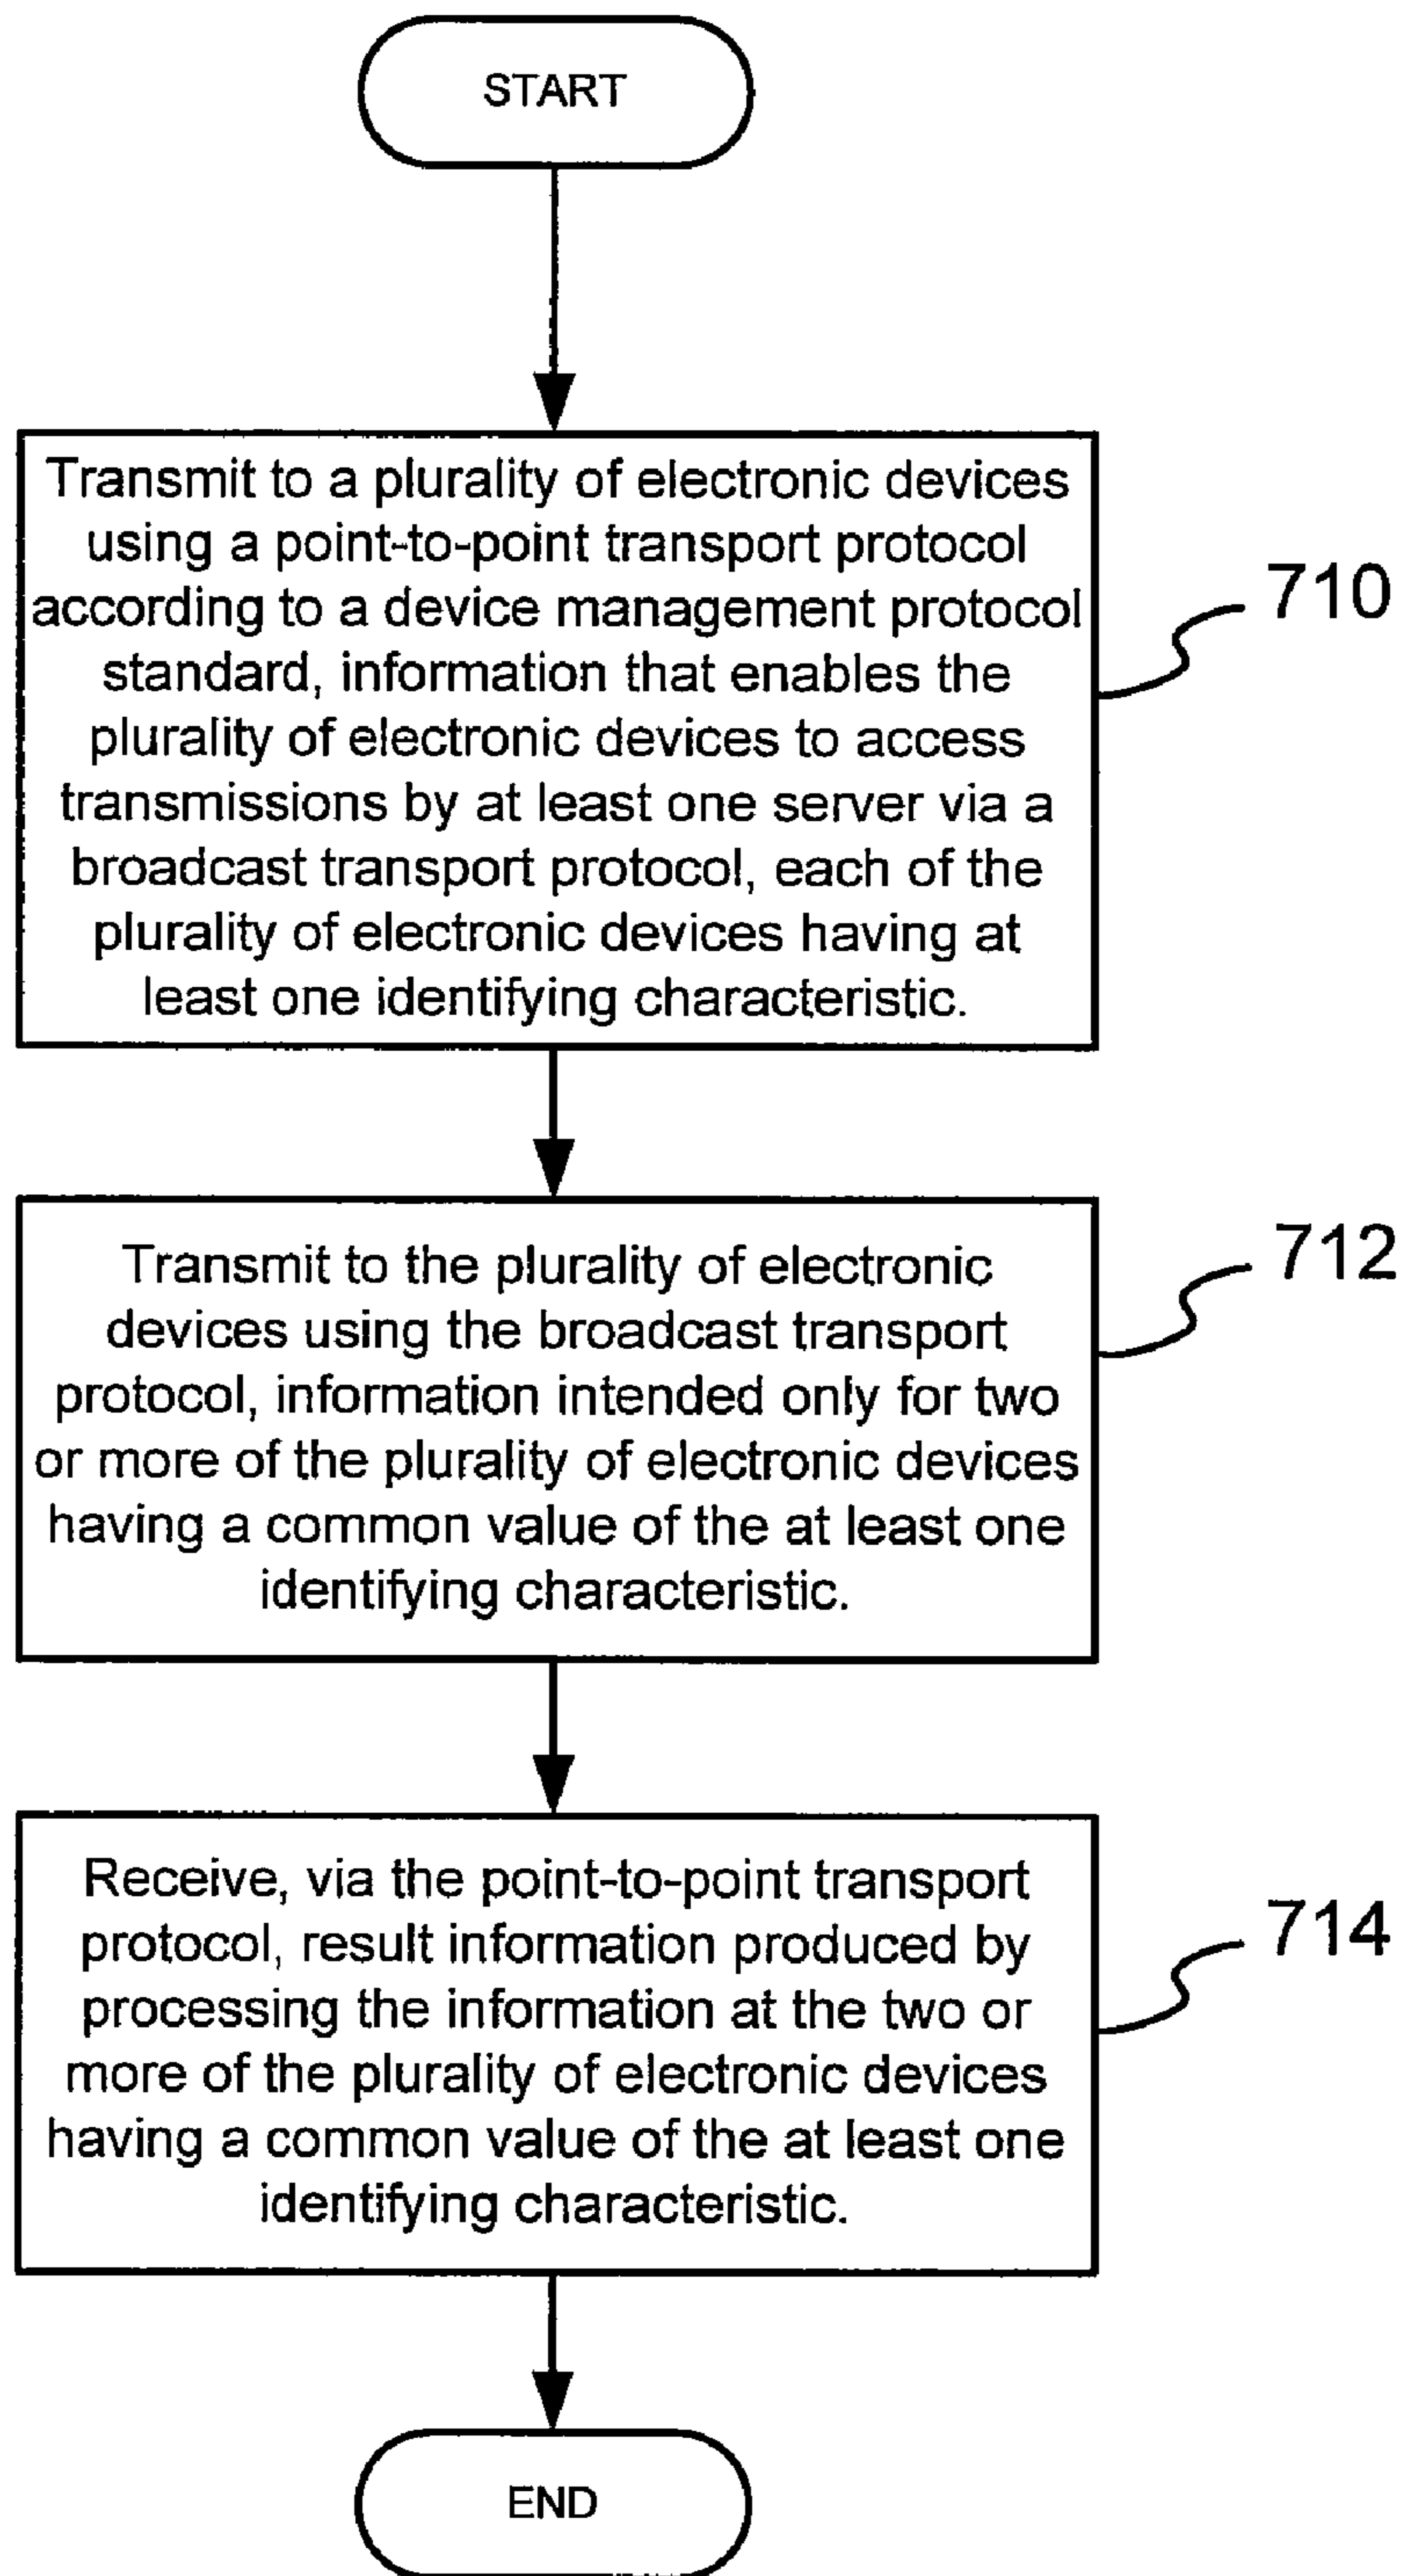 START
Transmit to a plurality of electronic devices
using a point-to-point transport protocol
according to a device management protocol
standard, information that enables the
plurality of electronic devices to access
transmissions by at least one server via a
broadcast transport protocol, each of the
plurality of electronic devices having at
least one identifying characteristic.
710
Transmit to the plurality of electronic
devices using the broadcast transport
protocol, information intended only for two
or more of the plurality of electronic devices
having a common value of the at least one
identifying characteristic.
712
Receive, via the point-to-point transport
protocol, result information produced by
processing the information at the two or
more of the plurality of electronic devices
having a common value of the at least one
identifying characteristic.
714
END